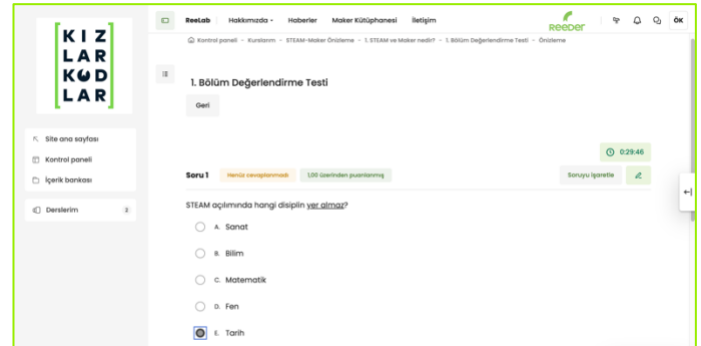 KIZ
LAR
KOD
LAR
ReeLab Hakkımızda Haberler Maker Kütüphanesi İletişim
REEDER
ÖK
Kontrol paneli - Kurslarım - STEAM-Maker Önizleme - 1. STEAM ve Maker nedir? - 1. Bölüm Değerlendirme Testi - Önizleme
1. Bölüm Değerlendirme Testi
Geri
Site ana sayfası
Kontrol paneli
İçerik bankası
Derslerim 2
0:29:46
Soru 1 Henüz cevaplanmadı 1,00 üzerinden puanlanmış Soruyu işaretle
STEAM açılımında hangi disiplin yer almaz?
A. Sanat
B. Bilim
C. Matematik
D. Fen
E. Tarih